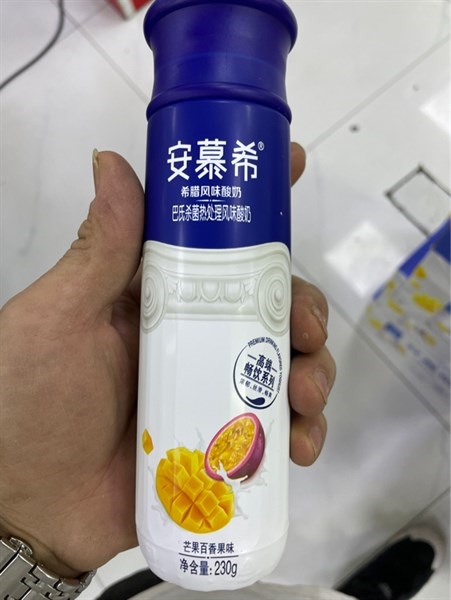 安慕希®
希腊风味酸奶
巴氏杀菌热处理风味酸奶
高端
畅饮系列
芒果百香果味
净含量: 230g